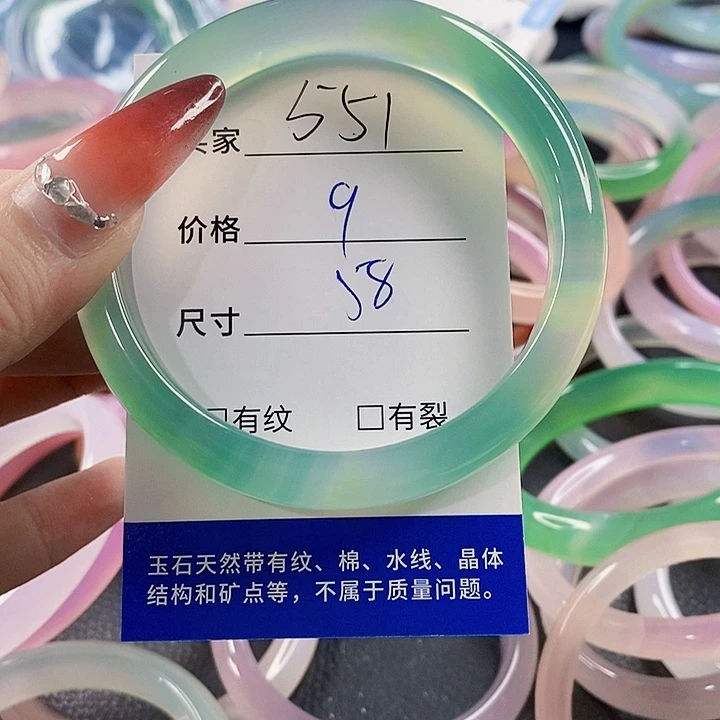 家 551
价格 9
尺寸 58
有纹 □有裂
玉石天然带有纹、棉、水线、晶体
结构和矿点等，不属于质量问题。